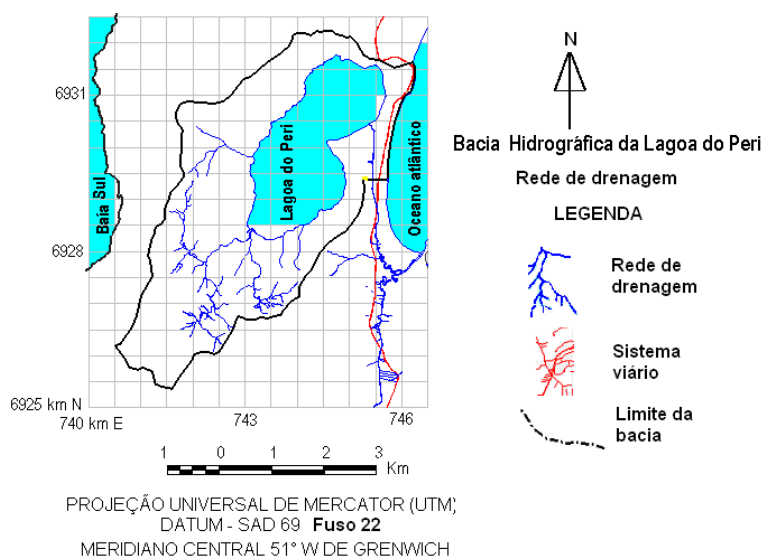 6931
6928
6925 km N
740 km E
743
746
Baía Sul
Lagoa do Peri
Oceano atlântico
1 0 1 2 3
Km
PROJEÇÃO UNIVERSAL DE MERCATOR (UTM)
DATUM - SAD 69 Fuso 22
MERIDIANO CENTRAL 51° W DE GRENWICH
N
Bacia Hidrográfica da Lagoa do Peri
Rede de drenagem
LEGENDA
Rede de
drenagem
Sistema
viário
Limite da
bacia